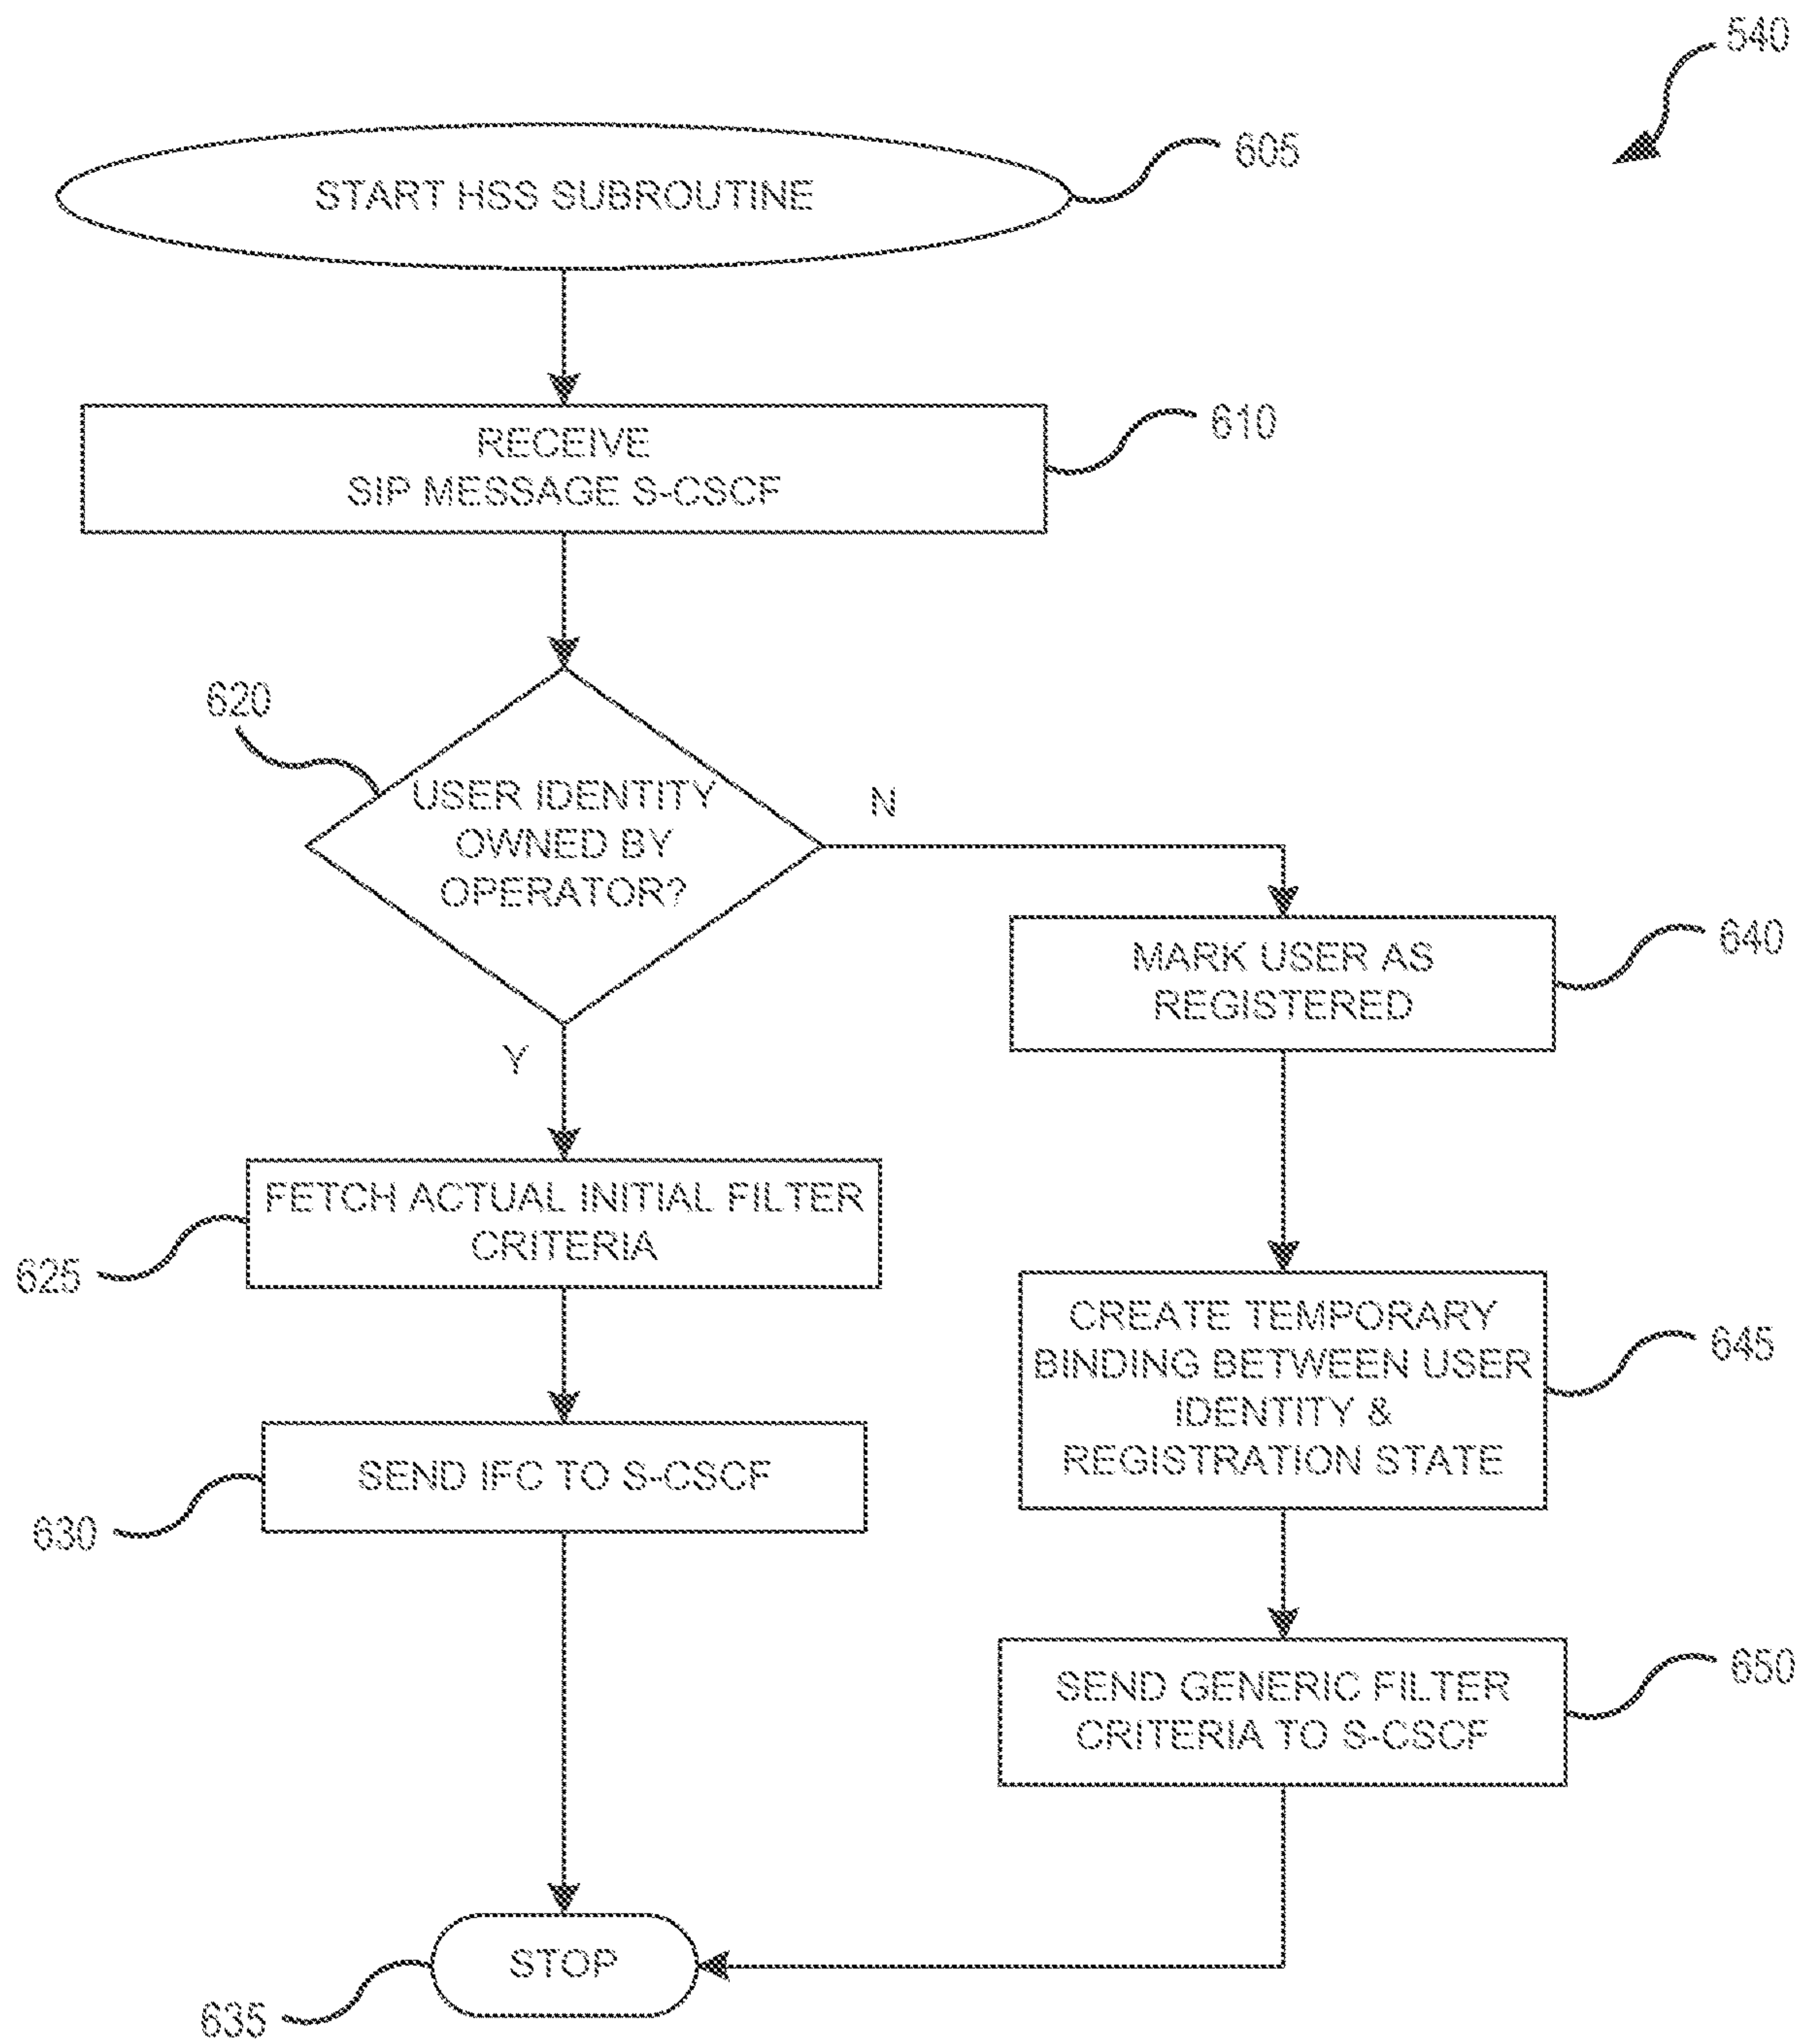 540
START HSS SUBROUTINE
605
RECEIVE
SIP MESSAGE S-CSCF
610
620
USER IDENTITY
OWNED BY
OPERATOR?
N
Y
MARK USER AS
REGISTERED
640
FETCH ACTUAL INITIAL FILTER
CRITERIA
625
CREATE TEMPORARY
BINDING BETWEEN USER
IDENTITY &
REGISTRATION STATE
645
SEND IFC TO S-CSCF
630
SEND GENERIC FILTER
CRITERIA TO S-CSCF
650
STOP
635